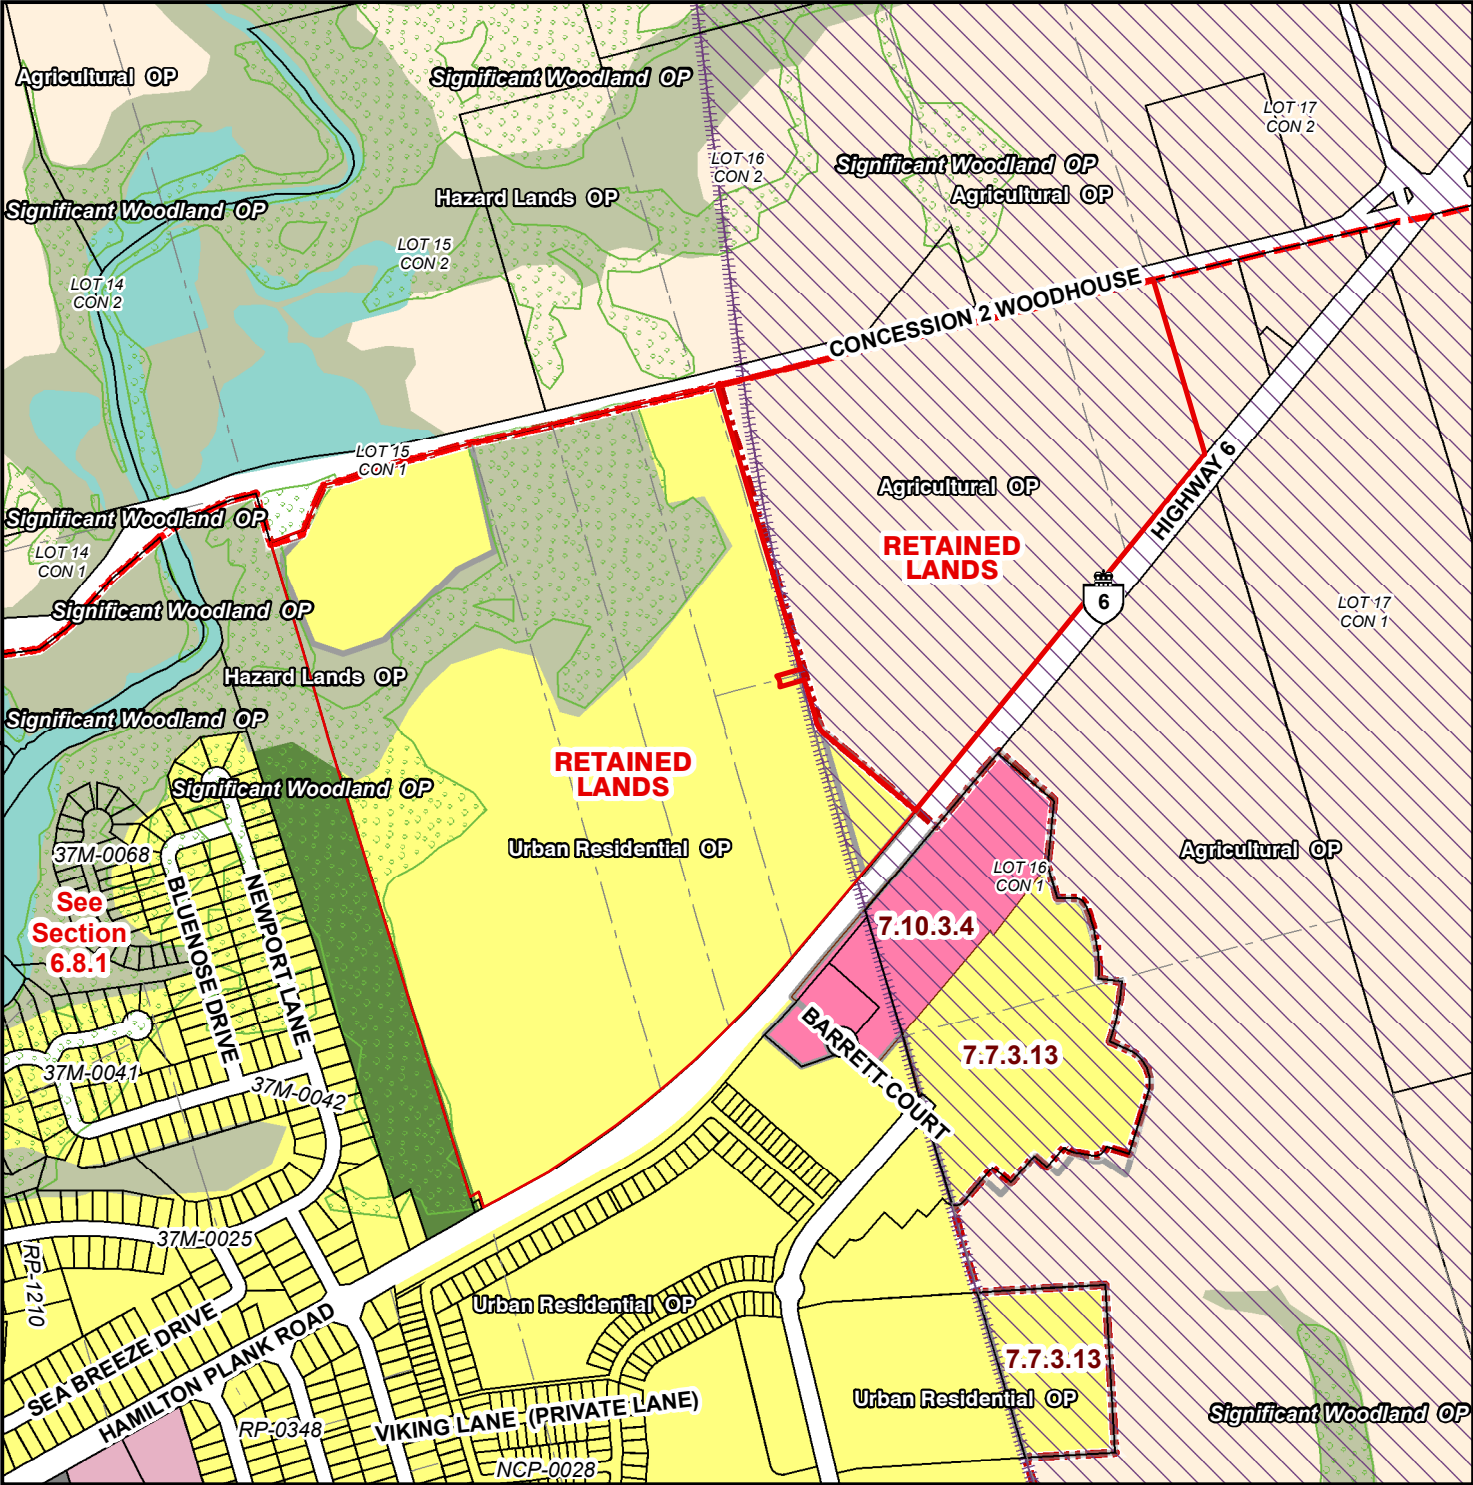 Agricultural OP
Significant Woodland OP
LOT 17
CON 2
LOT 16
CON 2
Significant Woodland OP
Agricultural OP
Hazard Lands OP
Significant Woodland OP
LOT 15
CON 2
LOT 14
CON 2
CONCESSION 2 WOODHOUSE
LOT 15
CON 1
HIGHWAY 6
Agricultural OP
Significant Woodland OP
RETAINED
LANDS
LOT 14
CON 1
6
LOT 17
CON 1
Significant Woodland OP
Hazard Lands OP
Significant Woodland OP
RETAINED
LANDS
Significant Woodland OP
Urban Residential OP
Agricultural OP
37M-0068
LOT 16
CON 1
See
Section
6.8.1
BLUENOSE DRIVE
NEWPORT LANE
7.10.3.4
BARRETT COURT
7.7.3.13
37M-0041
37M-0042
37M-0025
RP-1210
Urban Residential OP
SEA BREEZE DRIVE
HAMILTON PLANK ROAD
7.7.3.13
Urban Residential OP
VIKING LANE (PRIVATE LANE)
Significant Woodland OP
RP-0348
NCP-0028